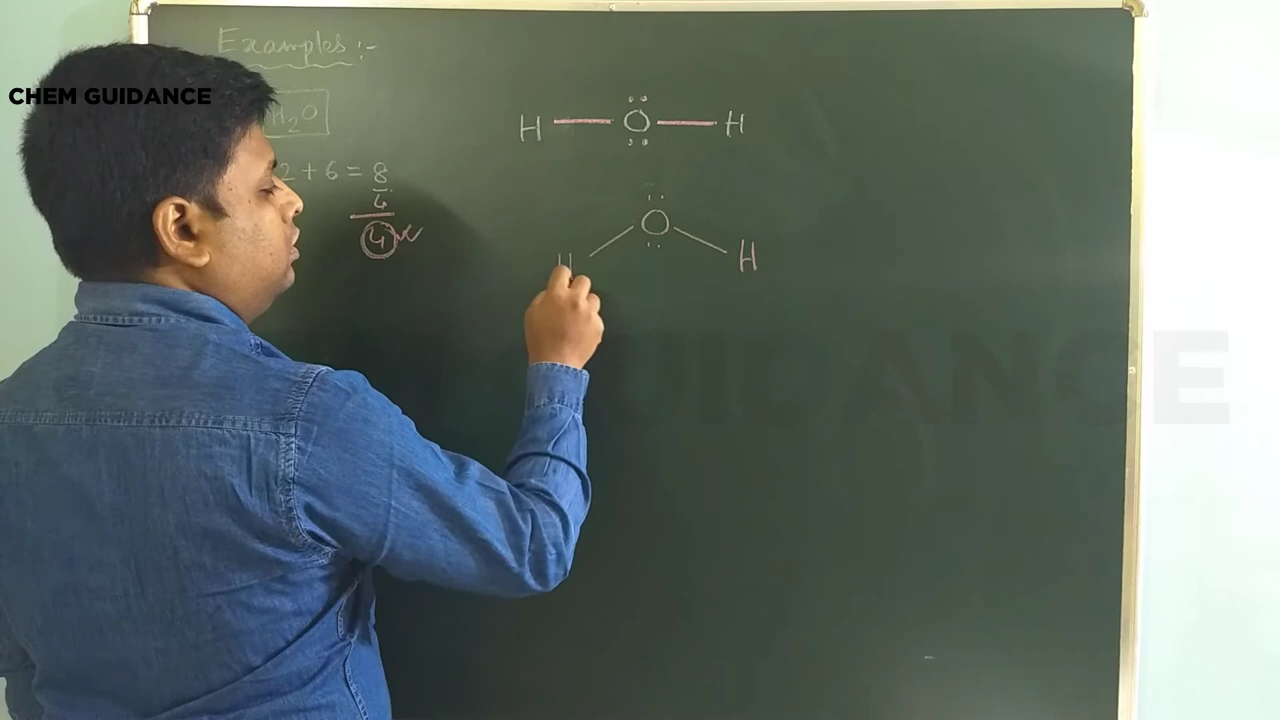 Examples :-
CHEM GUIDANCE
H2O
H — Ö — H
2 + 6 = 8
4
4
O
H H
GUIDANCE